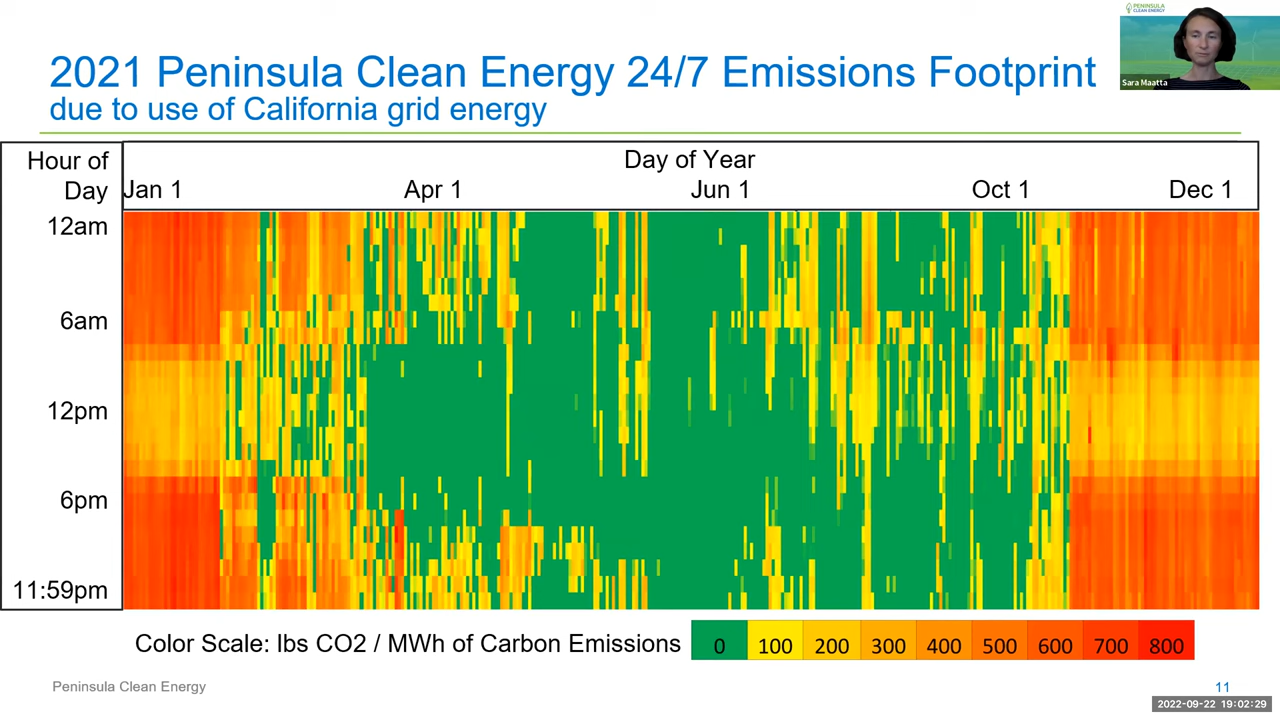 PENINSULA
CLEAN ENERGY
Sara Maatta
2021 Peninsula Clean Energy 24/7 Emissions Footprint
due to use of California grid energy
Hour of
Day
Day of Year
Jan 1 Apr 1 Jun 1 Oct 1 Dec 1
12am
6am
12pm
6pm
11:59pm
Color Scale: lbs CO2 / MWh of Carbon Emissions
0 100 200 300 400 500 600 700 800
Peninsula Clean Energy
11
2022-09-22 19:02:29